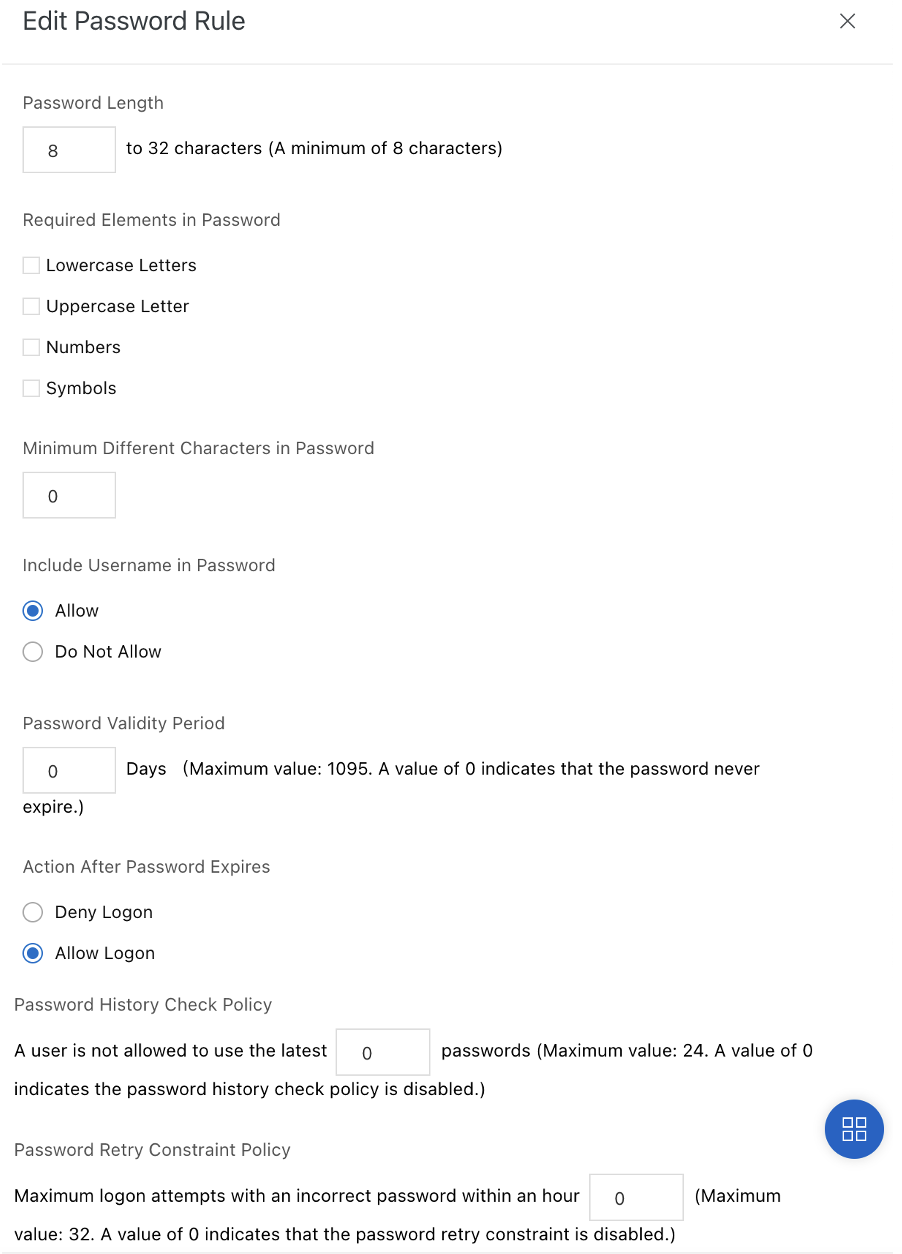 Edit Password Rule
Password Length
8 to 32 characters (A minimum of 8 characters)
Required Elements in Password
Lowercase Letters
Uppercase Letter
Numbers
Symbols
Minimum Different Characters in Password
0
Include Username in Password
Allow
Do Not Allow
Password Validity Period
0 Days (Maximum value: 1095. A value of 0 indicates that the password never
expire.)
Action After Password Expires
Deny Logon
Allow Logon
Password History Check Policy
A user is not allowed to use the latest 0 passwords (Maximum value: 24. A value of 0
indicates the password history check policy is disabled.)
Password Retry Constraint Policy
Maximum logon attempts with an incorrect password within an hour 0 (Maximum
value: 32. A value of 0 indicates that the password retry constraint is disabled.)